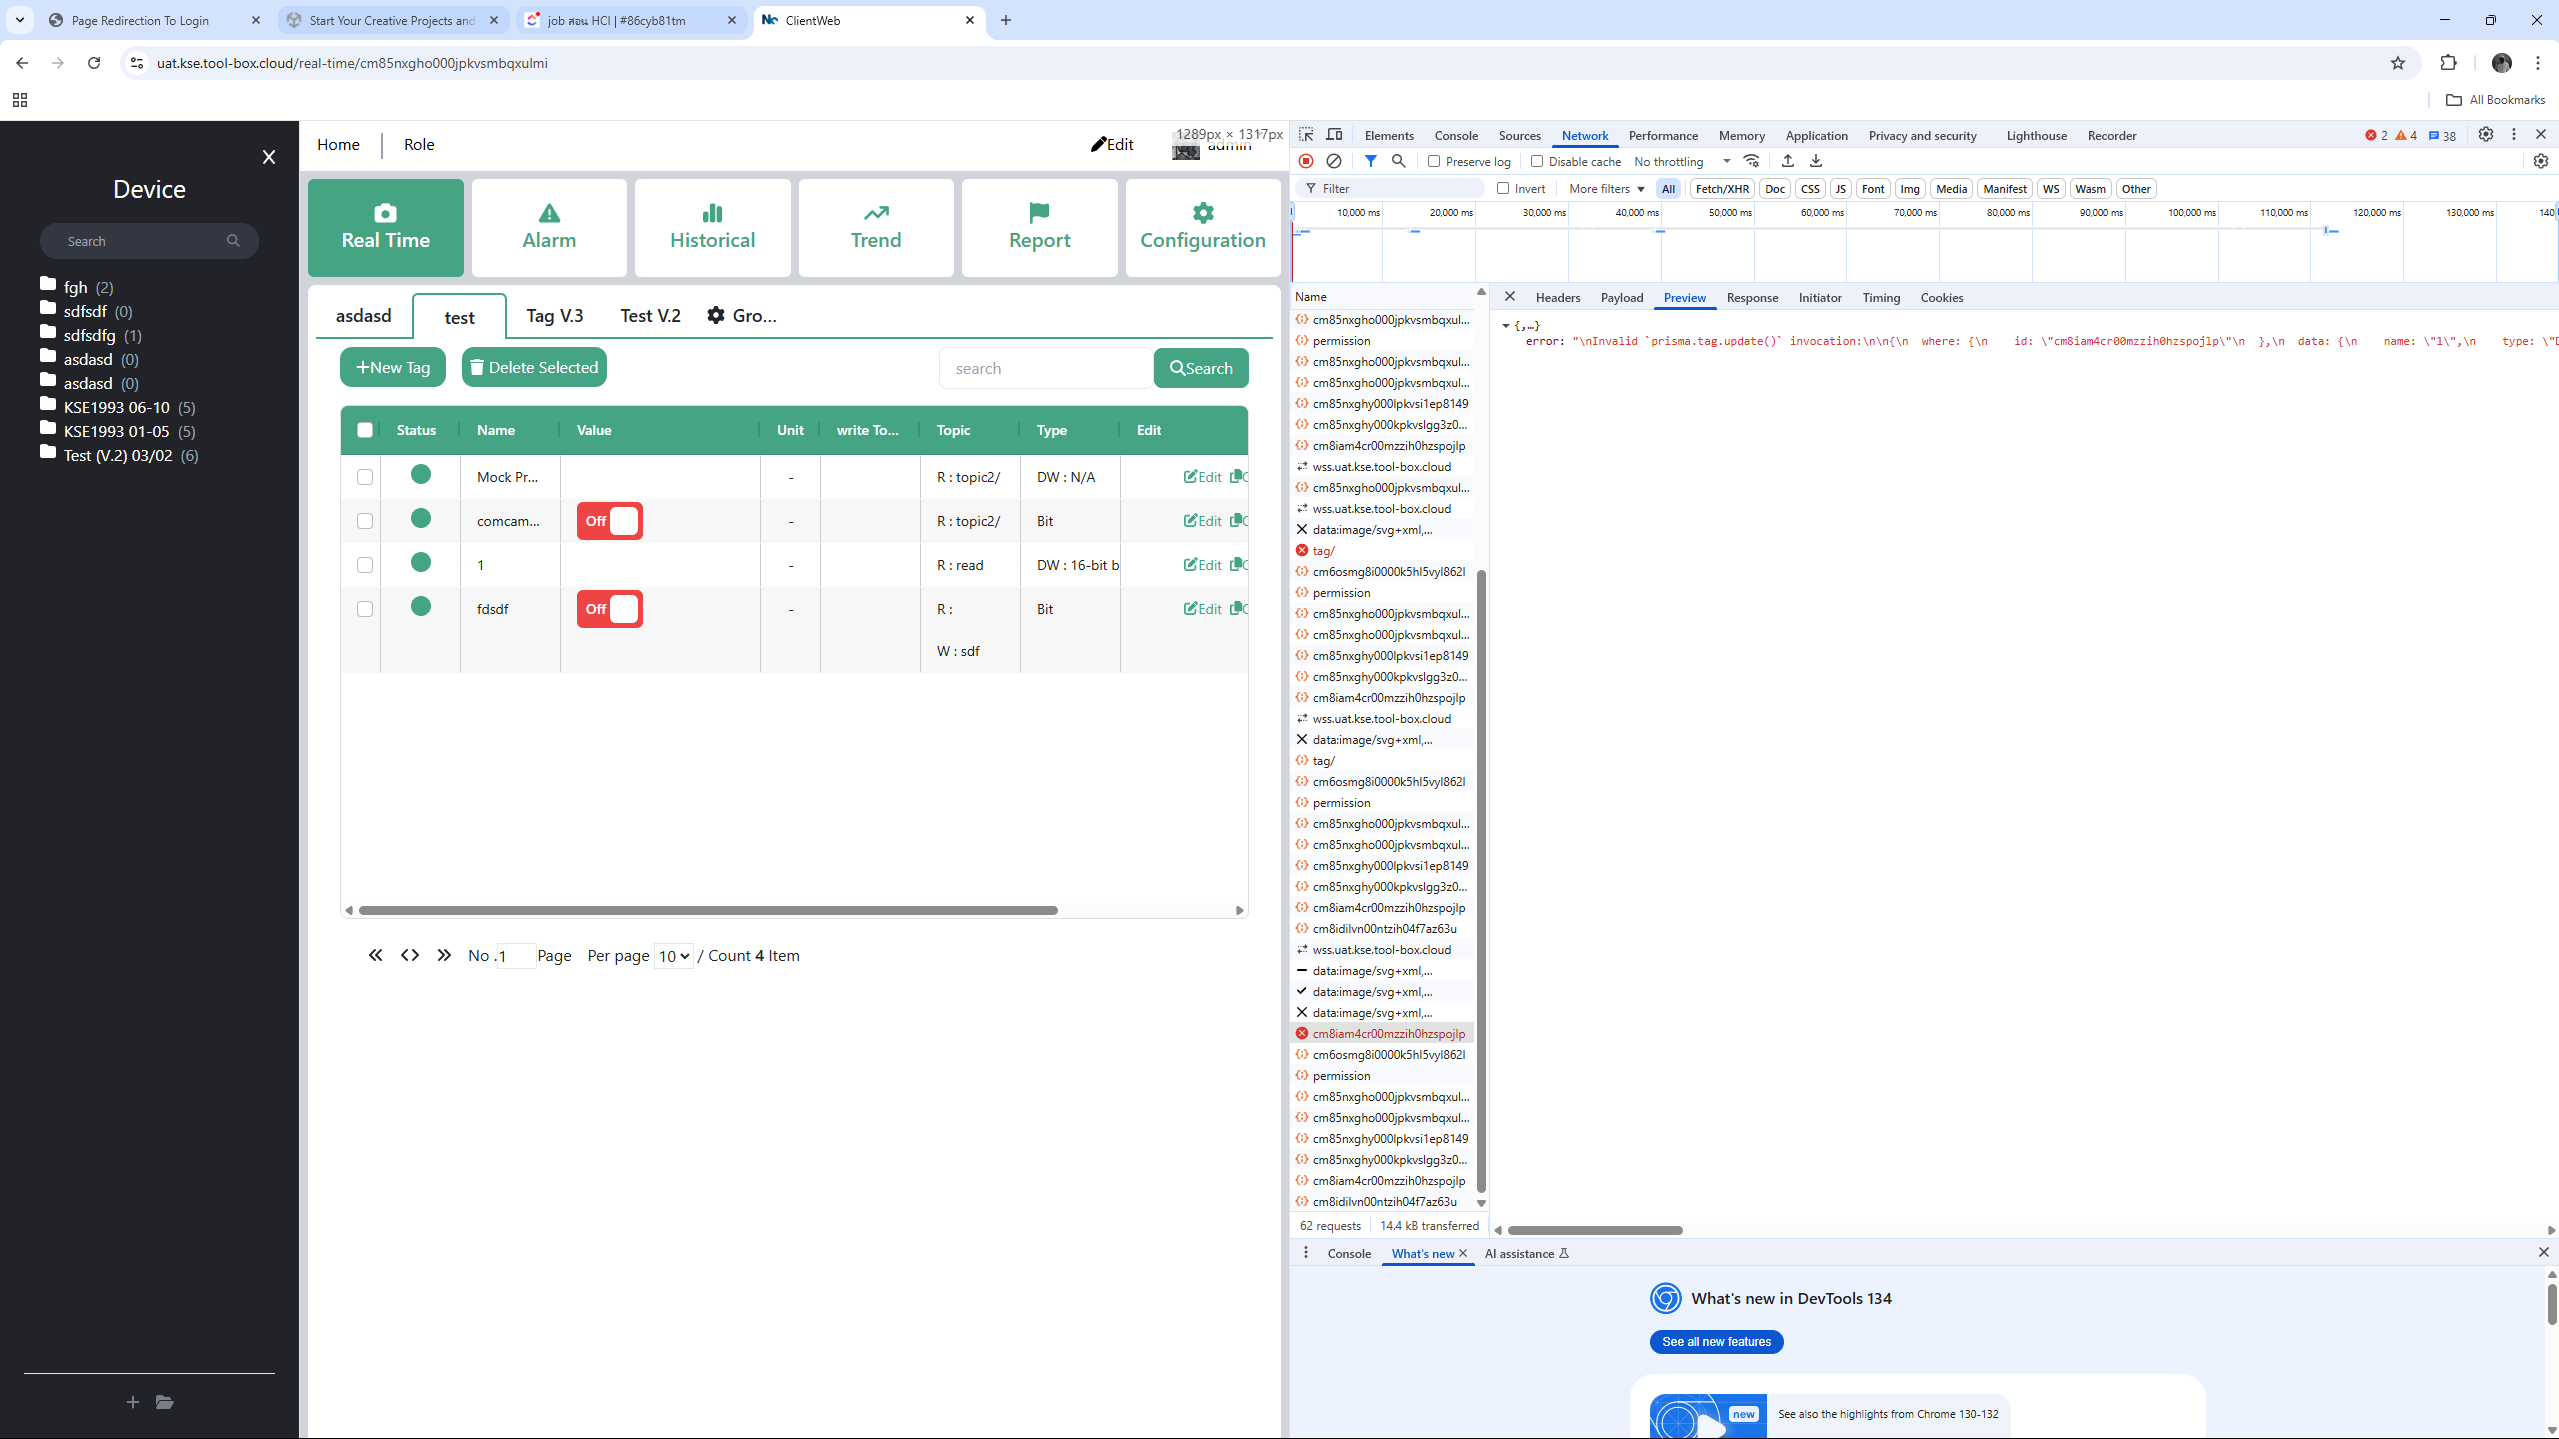 Page Redirection To Login
Start Your Creative Projects and
job สอน HCI | #86cyb81tm
ClientWeb
uat.kse.tool-box.cloud/real-time/cm85nxgho000jpkvsmbqxulmi
All Bookmarks
Device
Search
fgh (2)
sdfsdf (0)
sdfsdfg (1)
asdasd (0)
asdasd (0)
KSE1993 06-10 (5)
KSE1993 01-05 (5)
Test (V.2) 03/02 (6)
Home
Role
Edit
admin
1289px × 1317px
Real Time
Alarm
Historical
Trend
Report
Configuration
asdasd
test
Tag V.3
Test V.2
Gro...
+New Tag
Delete Selected
search
Search
Status Name Value Unit write To... Topic Type Edit
Mock Pr... - R : topic2/ DW : N/A Edit
comcam... Off - R : topic2/ Bit Edit
1 - R : read DW : 16-bit b Edit
fdsdf Off - R : Bit Edit
W : sdf
No . 1 Page Per page 10 / Count 4 Item
Elements Console Sources Network Performance Memory Application Privacy and security Lighthouse Recorder 2 4 38
Preserve log Disable cache No throttling
Filter Invert More filters All Fetch/XHR Doc CSS JS Font Img Media Manifest WS Wasm Other
10,000 ms 20,000 ms 30,000 ms 40,000 ms 50,000 ms 60,000 ms 70,000 ms 80,000 ms 90,000 ms 100,000 ms 110,000 ms 120,000 ms 130,000 ms 140
Name
cm85nxgho000jpkvsmbqxul...
permission
cm85nxgho000jpkvsmbqxul...
cm85nxgho000jpkvsmbqxul...
cm85nxghy000lpkvsi1ep8149
cm85nxghy000kpkvslgg3z0...
cm8iam4cr00mzzih0hzspojlp
wss.uat.kse.tool-box.cloud
cm85nxgho000jpkvsmbqxul...
wss.uat.kse.tool-box.cloud
data:image/svg+xml,...
tag/
cm6osmg8i0000k5hl5vyl862l
permission
cm85nxgho000jpkvsmbqxul...
cm85nxgho000jpkvsmbqxul...
cm85nxghy000lpkvsi1ep8149
cm85nxghy000kpkvslgg3z0...
cm8iam4cr00mzzih0hzspojlp
wss.uat.kse.tool-box.cloud
data:image/svg+xml,...
tag/
cm6osmg8i0000k5hl5vyl862l
permission
cm85nxgho000jpkvsmbqxul...
cm85nxgho000jpkvsmbqxul...
cm85nxghy000lpkvsi1ep8149
cm85nxghy000kpkvslgg3z0...
cm8iam4cr00mzzih0hzspojlp
cm8idilvn00ntzih04f7az63u
wss.uat.kse.tool-box.cloud
data:image/svg+xml,...
data:image/svg+xml,...
data:image/svg+xml,...
cm8iam4cr00mzzih0hzspojlp
cm6osmg8i0000k5hl5vyl862l
permission
cm85nxgho000jpkvsmbqxul...
cm85nxgho000jpkvsmbqxul...
cm85nxghy000lpkvsi1ep8149
cm85nxghy000kpkvslgg3z0...
cm8iam4cr00mzzih0hzspojlp
cm8idilvn00ntzih04f7az63u
62 requests 14.4 kB transferred
Headers Payload Preview Response Initiator Timing Cookies
{,…}
error: "\nInvalid `prisma.tag.update()` invocation:\n\n{\n  where: {\n    id: \"cm8iam4cr00mzzih0hzspojlp\"\n  },\n  data: {\n    name: \"1\",\n    type: \"D
Console What's new AI assistance
What's new in DevTools 134
See all new features
new
See also the highlights from Chrome 130-132